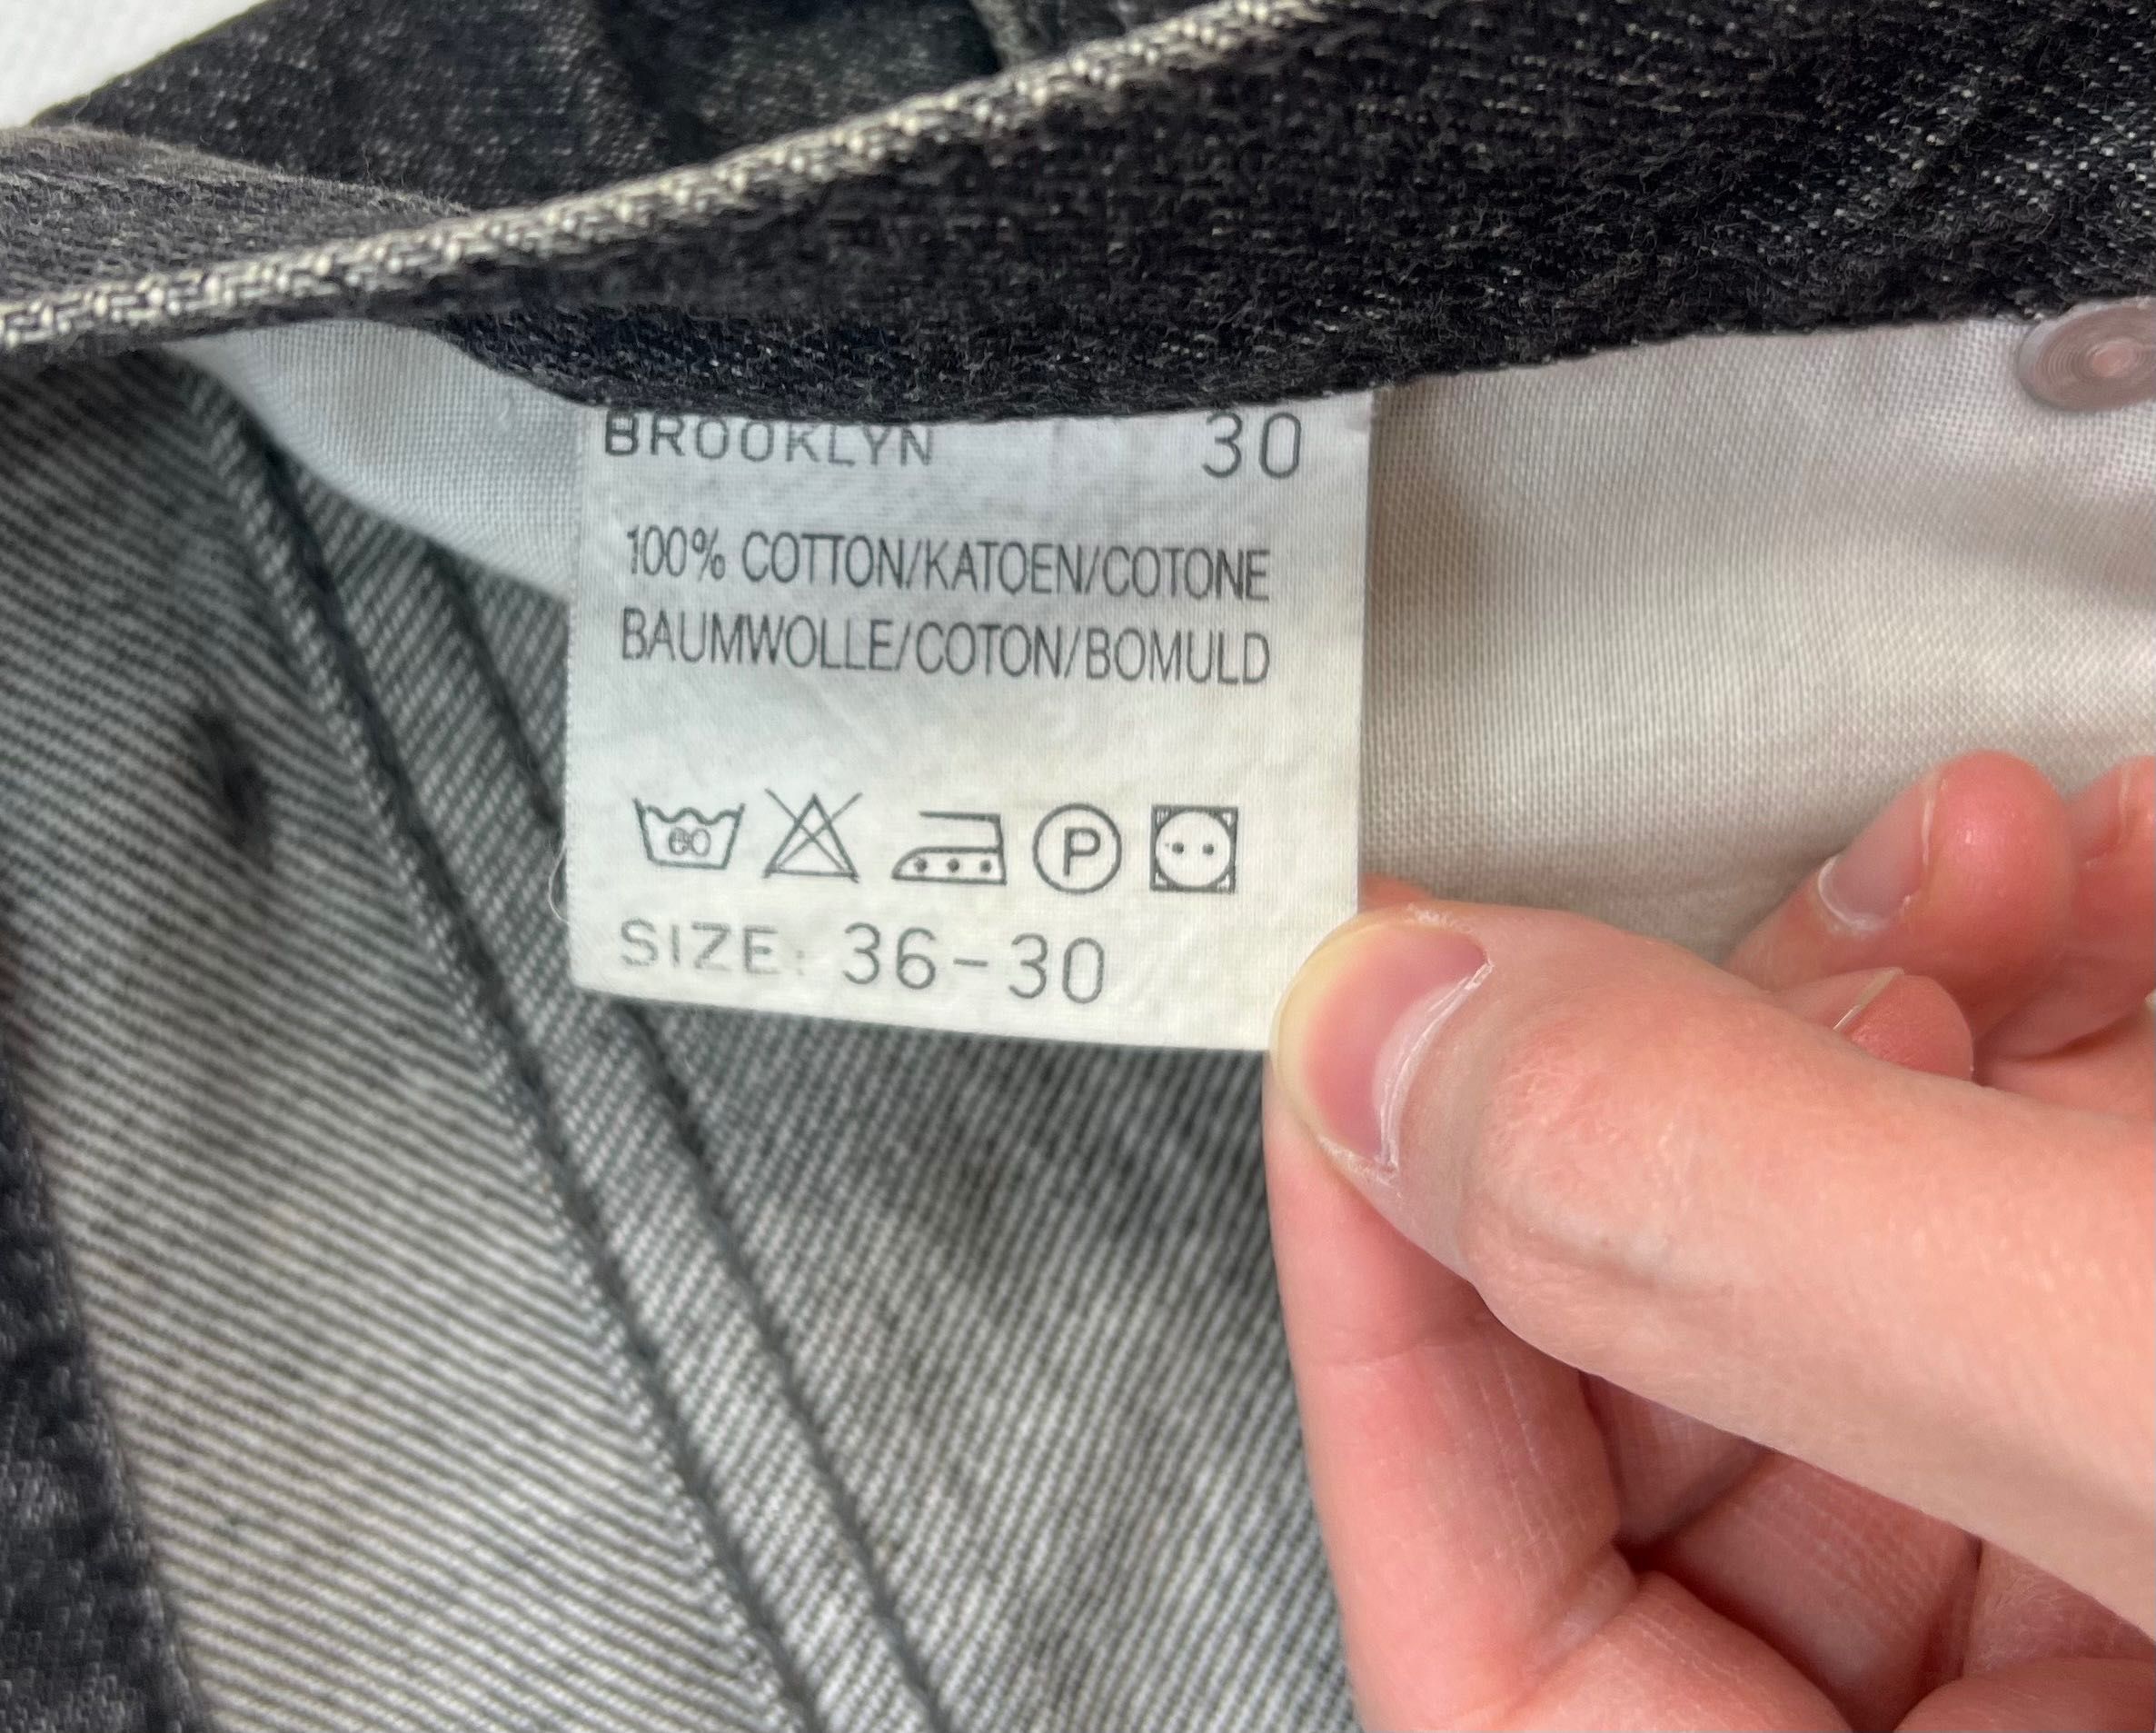 BROOKLYN 30
100% COTTON/KATOEN/COTONE
BAUMWOLLE/COTON/BOMULD
60 P
SIZE: 36-30